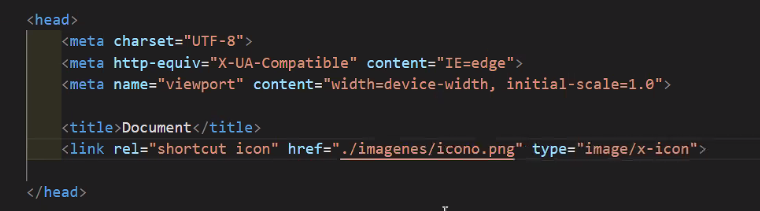 <head>
<meta charset="UTF-8">
<meta http-equiv="X-UA-Compatible" content="IE=edge">
<meta name="viewport" content="width=device-width, initial-scale=1.0">
<title>Document</title>
<link rel="shortcut icon" href="./imagenes/icono.png" type="image/x-icon">
</head>